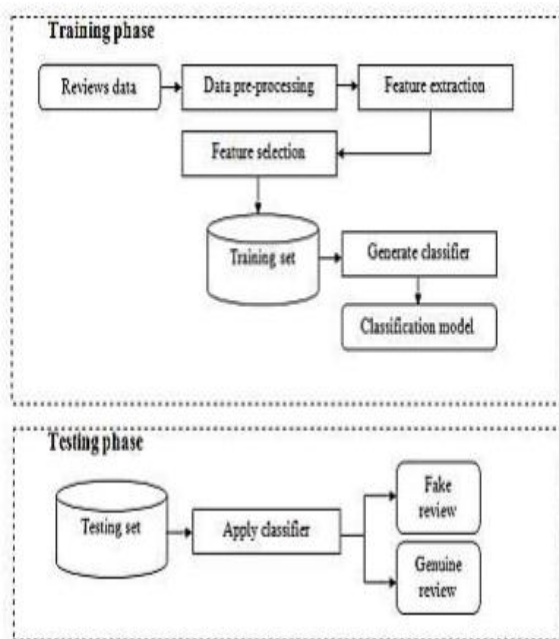 Training phase
Reviews data
Data pre-processing
Feature extraction
Feature selection
Training set
Generate classifier
Classification model
Testing phase
Testing set
Apply classifier
Fake
review
Genuine
review